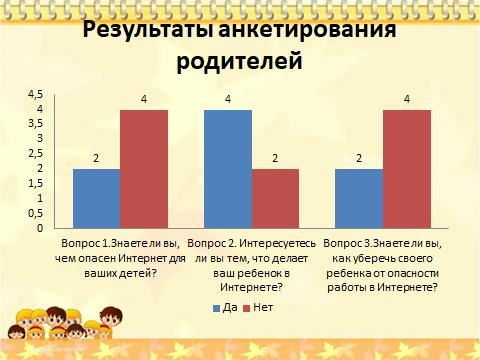 Результаты анкетирования
родителей
4,5
4
3,5
3
2,5
2
1,5
1
0,5
0
2
4
4
2
2
4
Вопрос 1.Знаете ли вы,
чем опасен Интернет для
ваших детей?
Вопрос 2. Интересуетесь
ли вы тем, что делает
ваш ребенок в
Интернете?
Вопрос 3.Знаете ли вы,
как уберечь своего
ребенка от опасности
работы в Интернете?
Да Нет